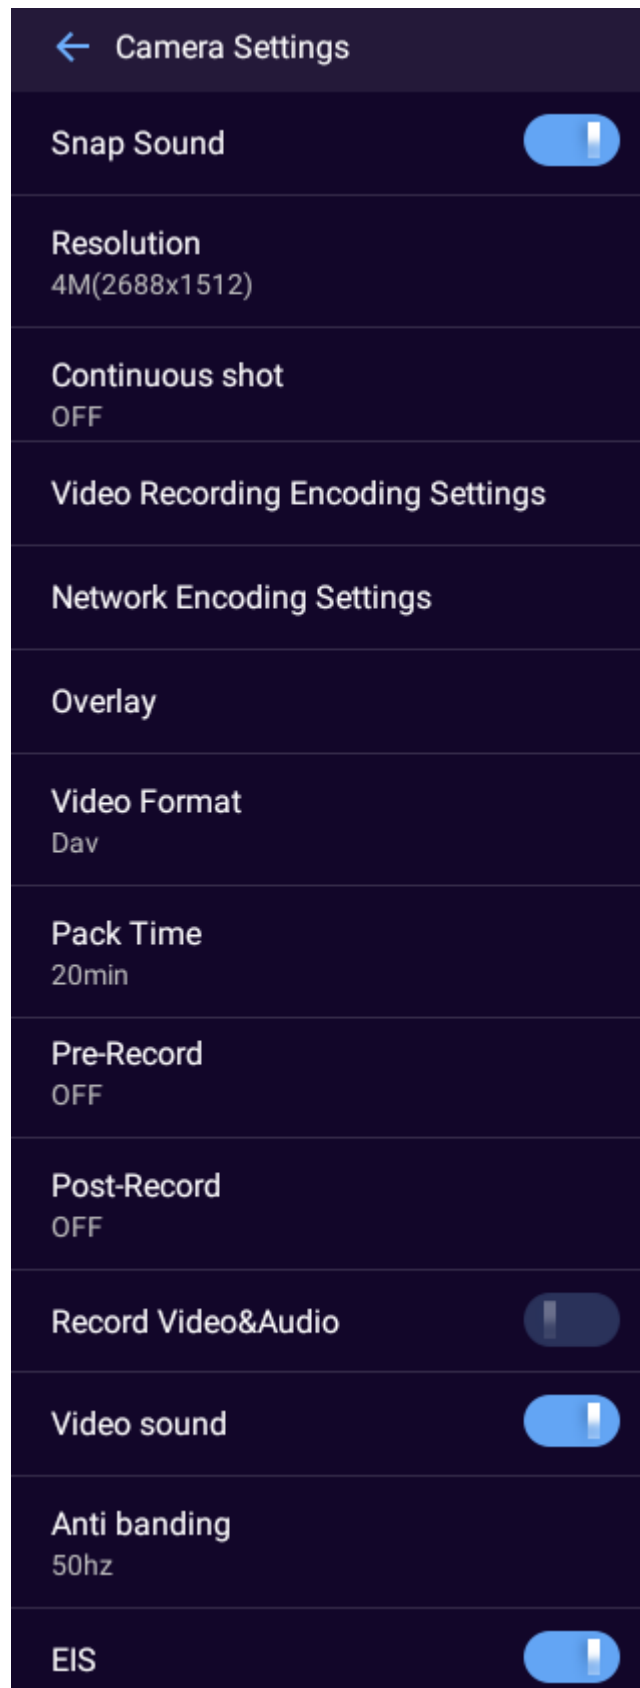 Camera Settings
Snap Sound
Resolution
4M(2688x1512)
Continuous shot
OFF
Video Recording Encoding Settings
Network Encoding Settings
Overlay
Video Format
Dav
Pack Time
20min
Pre-Record
OFF
Post-Record
OFF
Record Video&Audio
Video sound
Anti banding
50hz
EIS